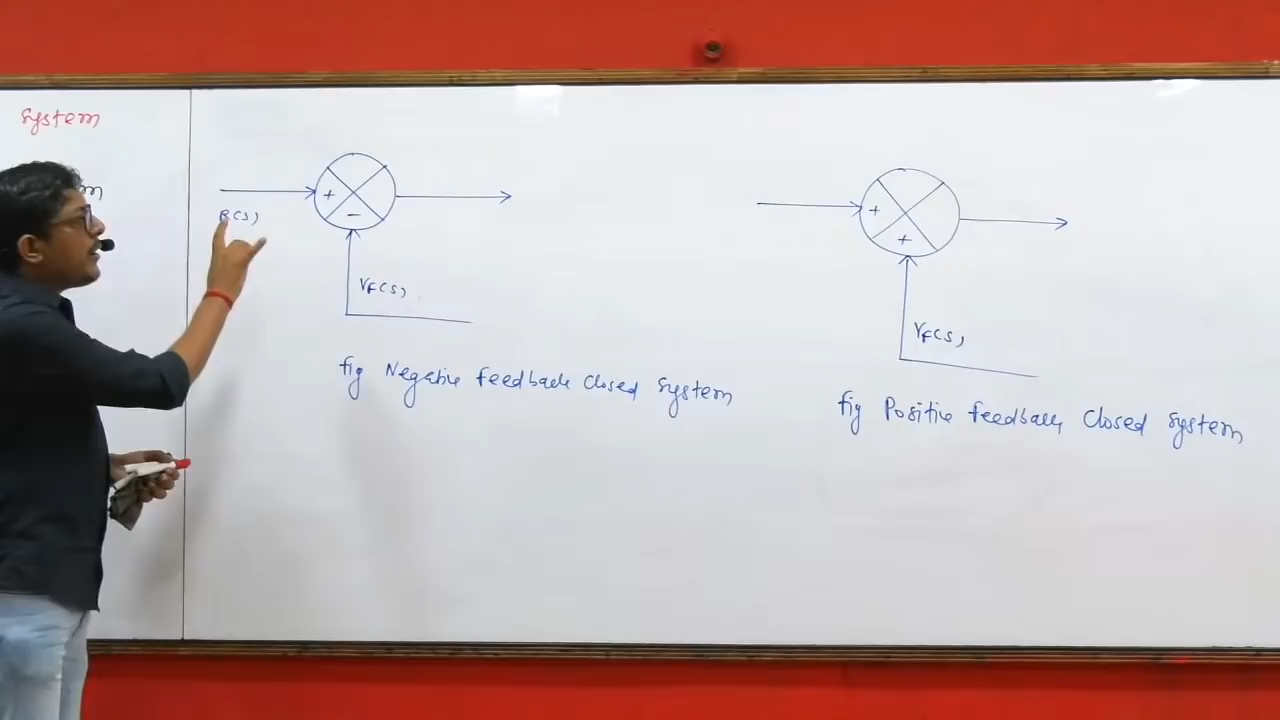 System
R(s)
+
−
YF(s)
fig Negative feedback closed system
+
+
YF(s)
fig Positive feedback closed system